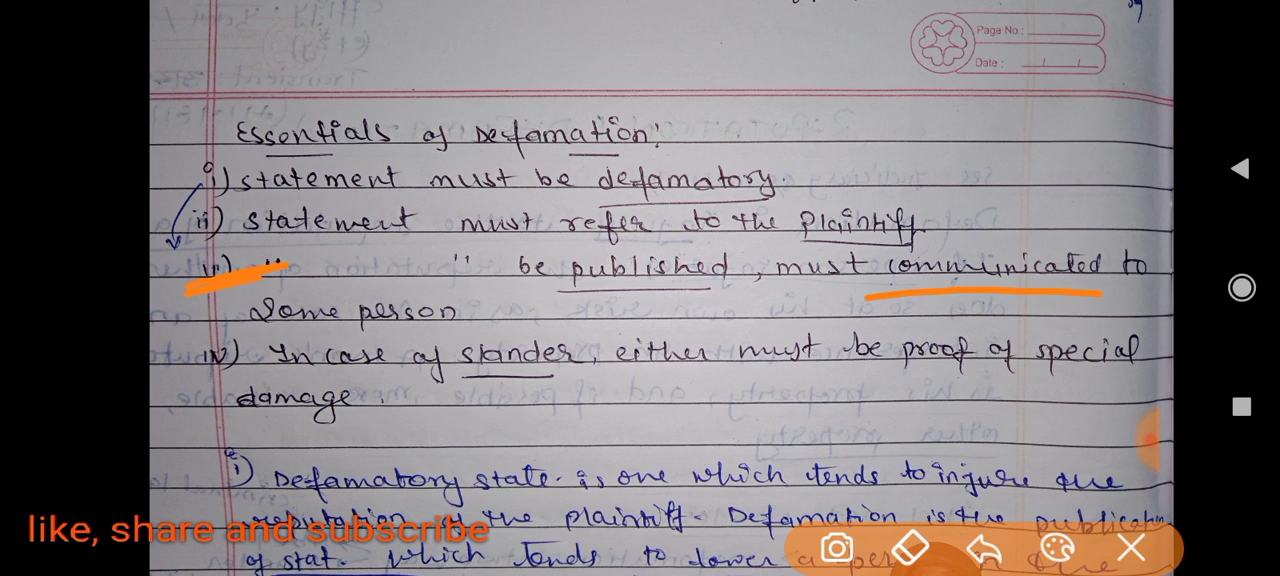 Page No :
Date :
Essentials of Defamation:
i) statement must be defamatory.
ii) statement must refer to the Plaintiff.
" " be published, must communicated to
some person
iv) In case of slander, either must be proof of special
damage.
i) Defamatory state. is one which tends to injure the
reputation of the plaintiff. Defamation is the
like, share and subscribe
of stat. which tends to lower a